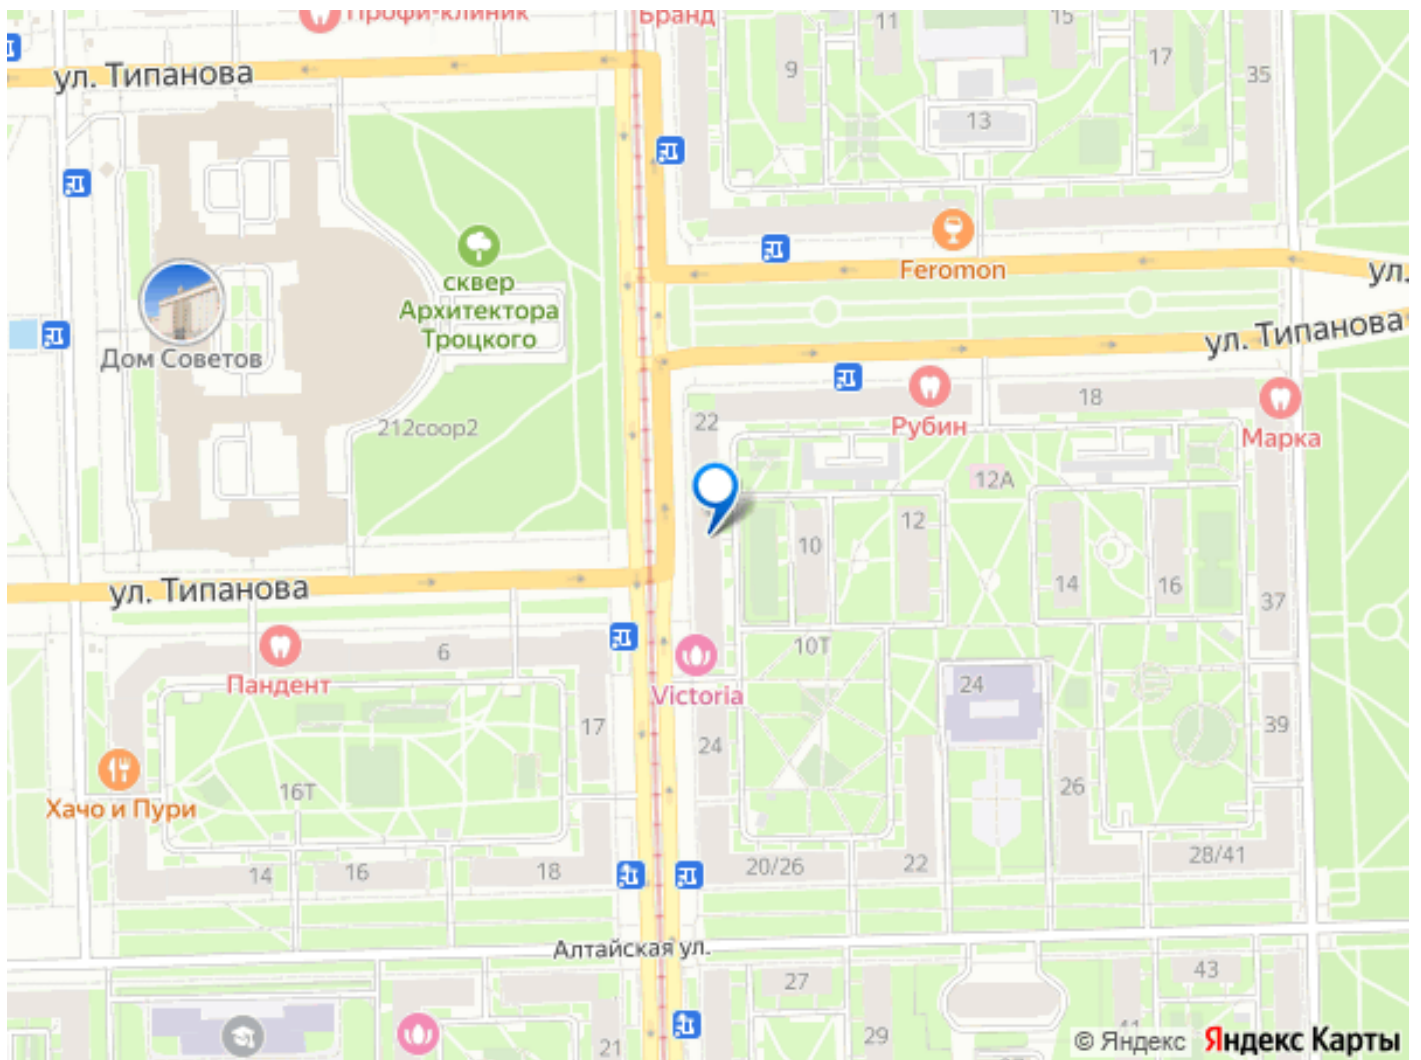 Профи-клиник
Бранд
11
15
ул. Типанова
9
17
35
13
сквер
Архитектора
Троцкого
Feromon
ул.
Дом Советов
ул. Типанова
212соор2
22
Рубин
18
Марка
12А
10
12
14
16
37
ул. Типанова
6
Пандент
10Т
Victoria
24
17
24
39
26
16Т
Хачо и Пури
14
16
18
20/26
22
28/41
Алтайская ул.
27
43
29
21
© Яндекс Яндекс Карты